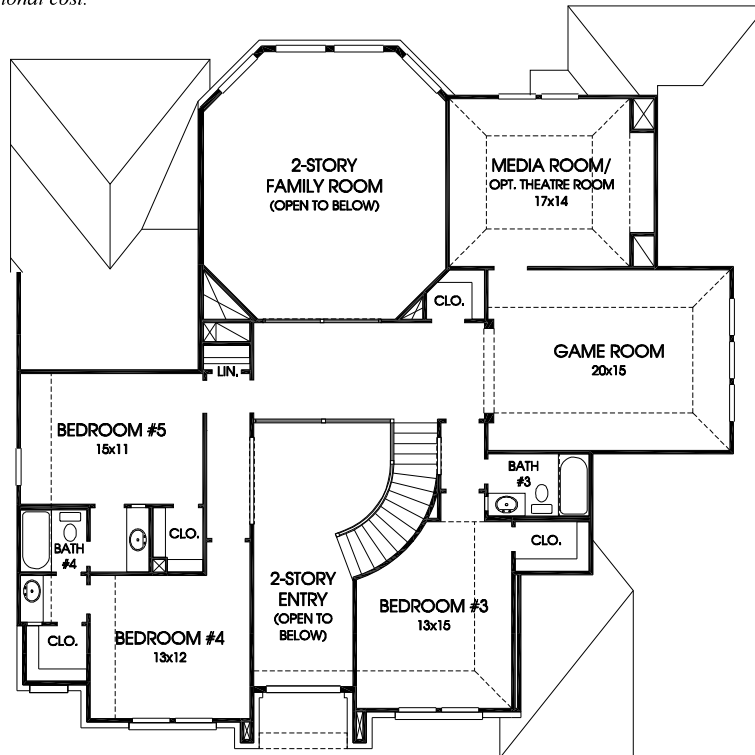 ional cost.
2-STORY
FAMILY ROOM
(OPEN TO BELOW)
MEDIA ROOM/
OPT. THEATRE ROOM
17x14
CLO.
GAME ROOM
20x15
LIN.
BEDROOM #5
15x11
BATH
#3
CLO.
BATH
#4
CLO.
2-STORY
ENTRY
(OPEN TO
BELOW)
BEDROOM #3
13x15
BEDROOM #4
13x12
CLO.